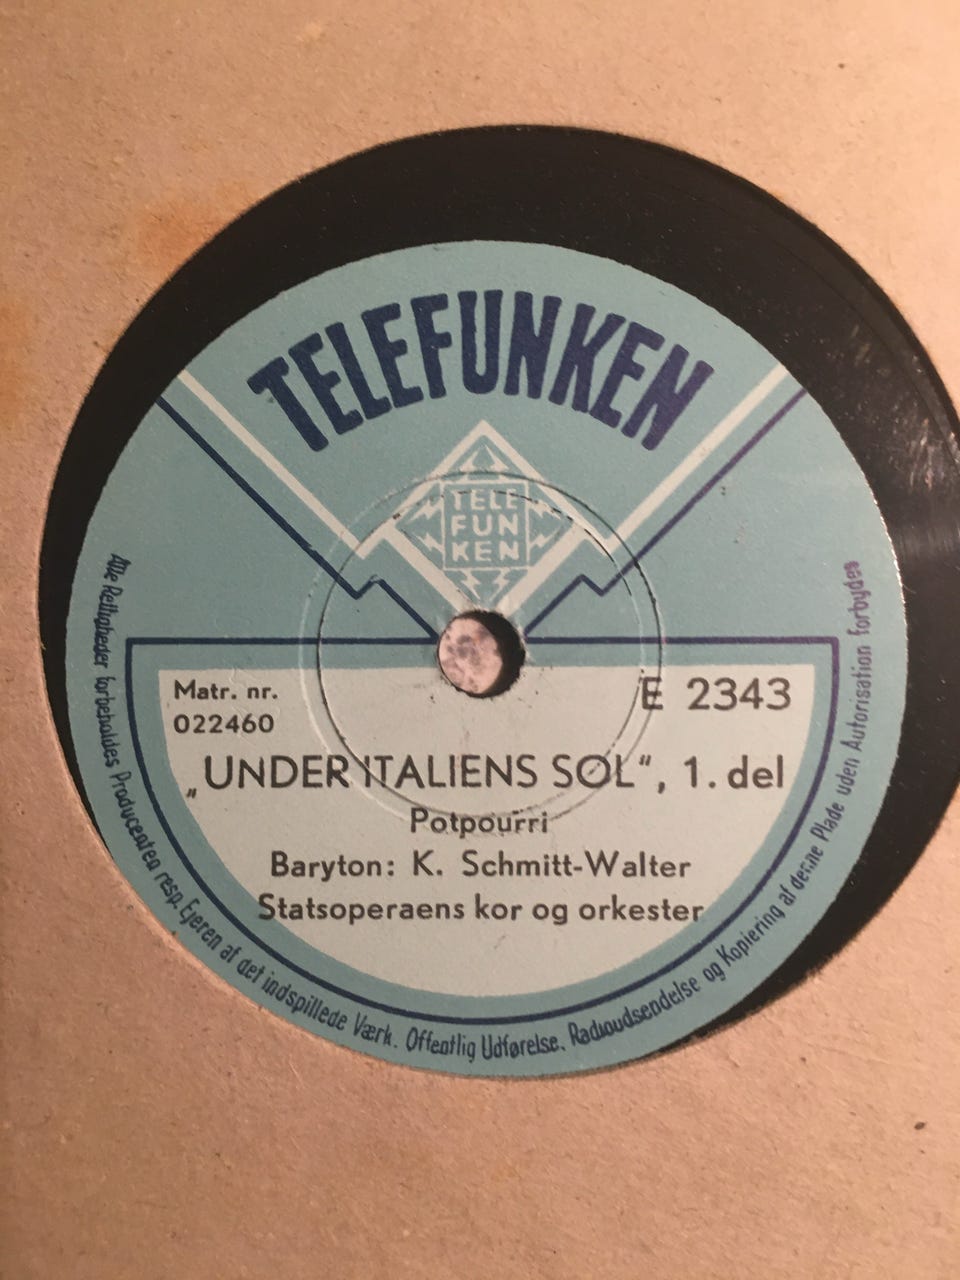 TELEFUNKEN
TELE
FUN
KEN
Matr. nr.
022460
E 2343
„UNDER ITALIENS SOL“, 1. del
Potpourri
Baryton: K. Schmitt-Walter
Statsoperaens kor og orkester
Alle Rettigheder forbeholdes Producenten resp. Ejeren af det indspillede Værk. Offentlig Udførelse, Radioudsendelse og Kopiering af denne Plade uden Autorisation forbydes